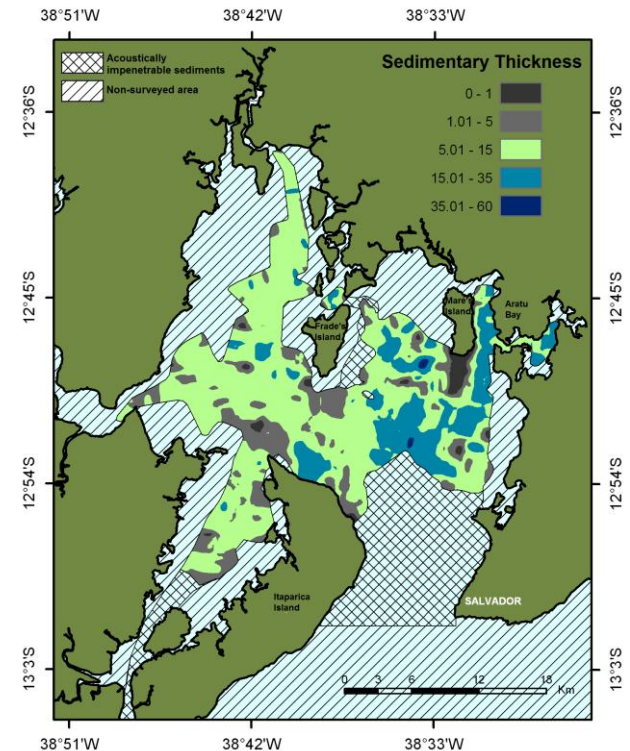 38°51'W 38°42'W 38°33'W
Acoustically
impenetrable sediments
Non-surveyed area
Sedimentary Thickness
0 - 1
1.01 - 5
5.01 - 15
15.01 - 35
35.01 - 60
12°36'S 12°36'S
12°45'S 12°45'S
Mare´
Island
Aratu
Bay
Frade's
Island
12°54'S 12°54'S
Itaparica
Island
SALVADOR
13°3'S 13°3'S
0 3 6 12 18
Km
38°51'W 38°42'W 38°33'W